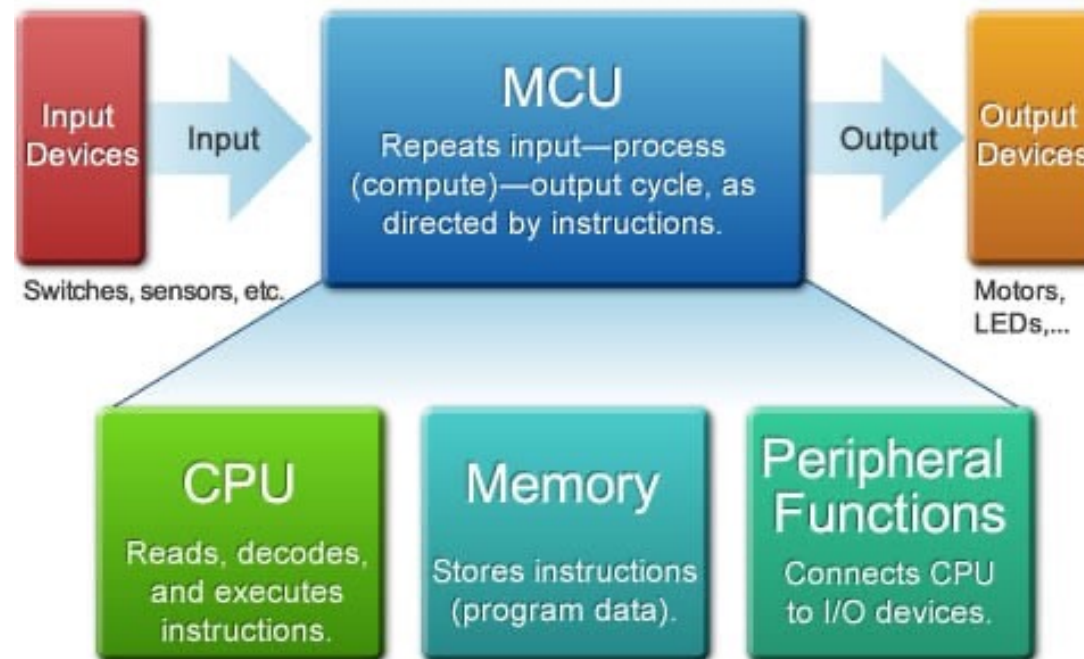 Input
Devices
Input
MCU
Repeats input—process
(compute)—output cycle, as
directed by instructions.
Output
Output
Devices
Switches, sensors, etc.
Motors,
LEDs,...
CPU
Reads, decodes,
and executes
instructions.
Memory
Stores instructions
(program data).
Peripheral
Functions
Connects CPU
to I/O devices.